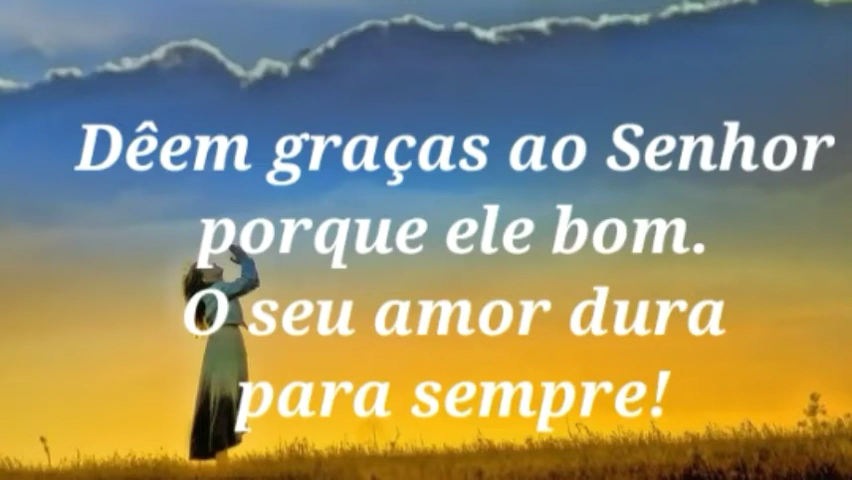 Dêem graças ao Senhor
porque ele bom.
O seu amor dura
para sempre!